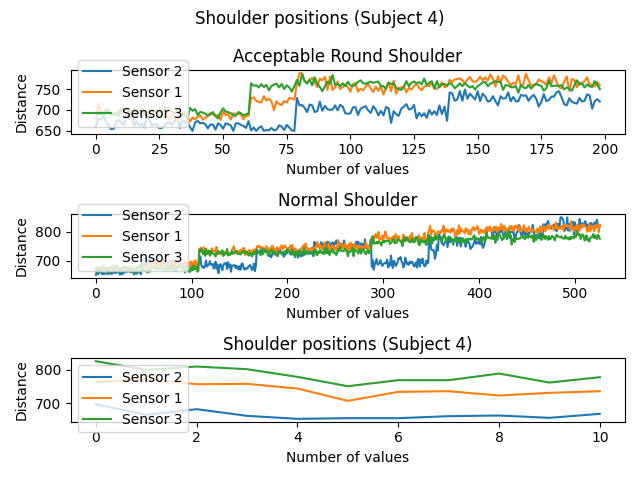 Shoulder positions (Subject 4)
Acceptable Round Shoulder
Distance
750
700
650
Sensor 2
Sensor 1
Sensor 3
0 25 50 75 100 125 150 175 200
Number of values
Normal Shoulder
Distance
800
700
Sensor 2
Sensor 1
Sensor 3
0 100 200 300 400 500
Number of values
Shoulder positions (Subject 4)
Distance
800
700
Sensor 2
Sensor 1
Sensor 3
0 2 4 6 8 10
Number of values